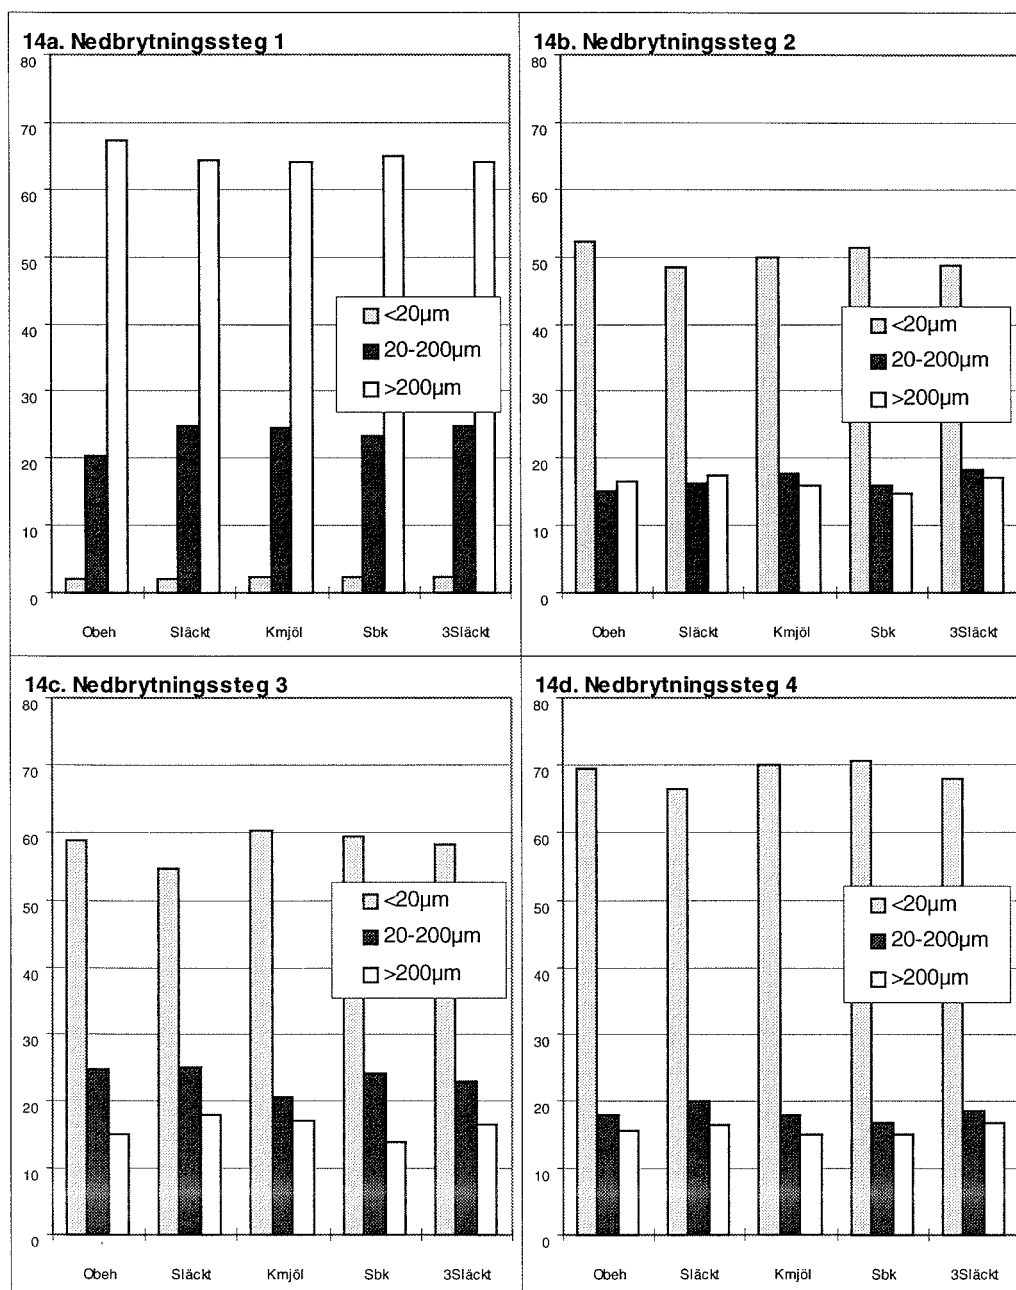 14a. Nedbrytningssteg 1
80
70
60
50
40
30
20
10
0
<20µm
20-200µm
>200µm
Obeh Släckt Kmjöl Sbk 3Släckt
14b. Nedbrytningssteg 2
80
70
60
50
40
30
20
10
0
<20µm
20-200µm
>200µm
Obeh Släckt Kmjöl Sbk 3Släckt
14c. Nedbrytningssteg 3
80
70
60
50
40
30
20
10
0
<20µm
20-200µm
>200µm
Obeh Släckt Kmjöl Sbk 3Släckt
14d. Nedbrytningssteg 4
80
70
60
50
40
30
20
10
0
<20µm
20-200µm
>200µm
Obeh Släckt Kmjöl Sbk 3Släckt